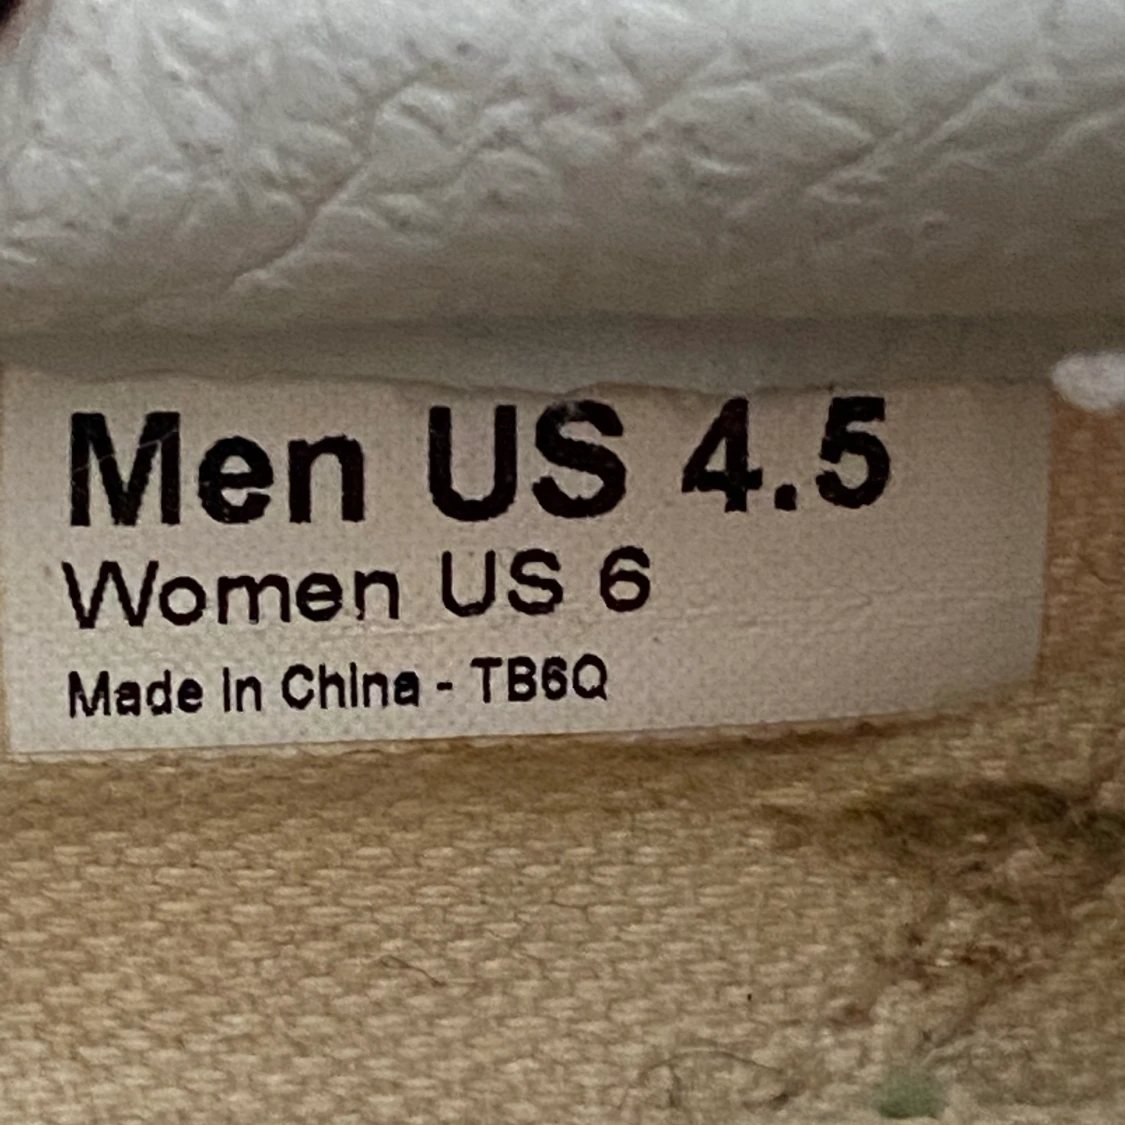 Men US 4.5
Women US 6
Made In China - TB6Q